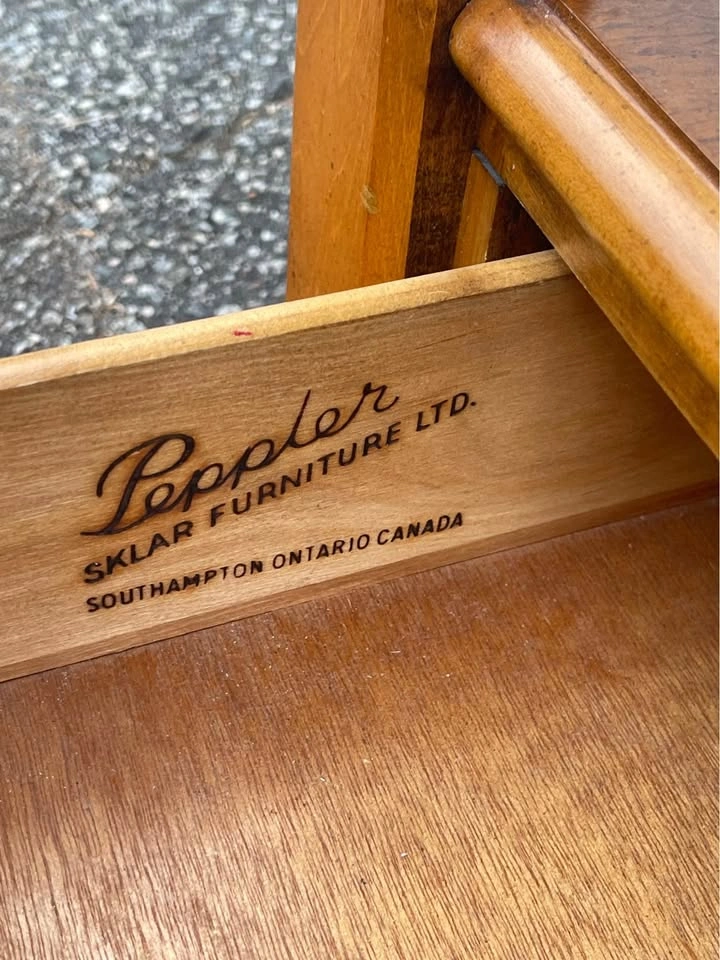 Peppler
SKLAR FURNITURE LTD.
SOUTHAMPTON ONTARIO CANADA